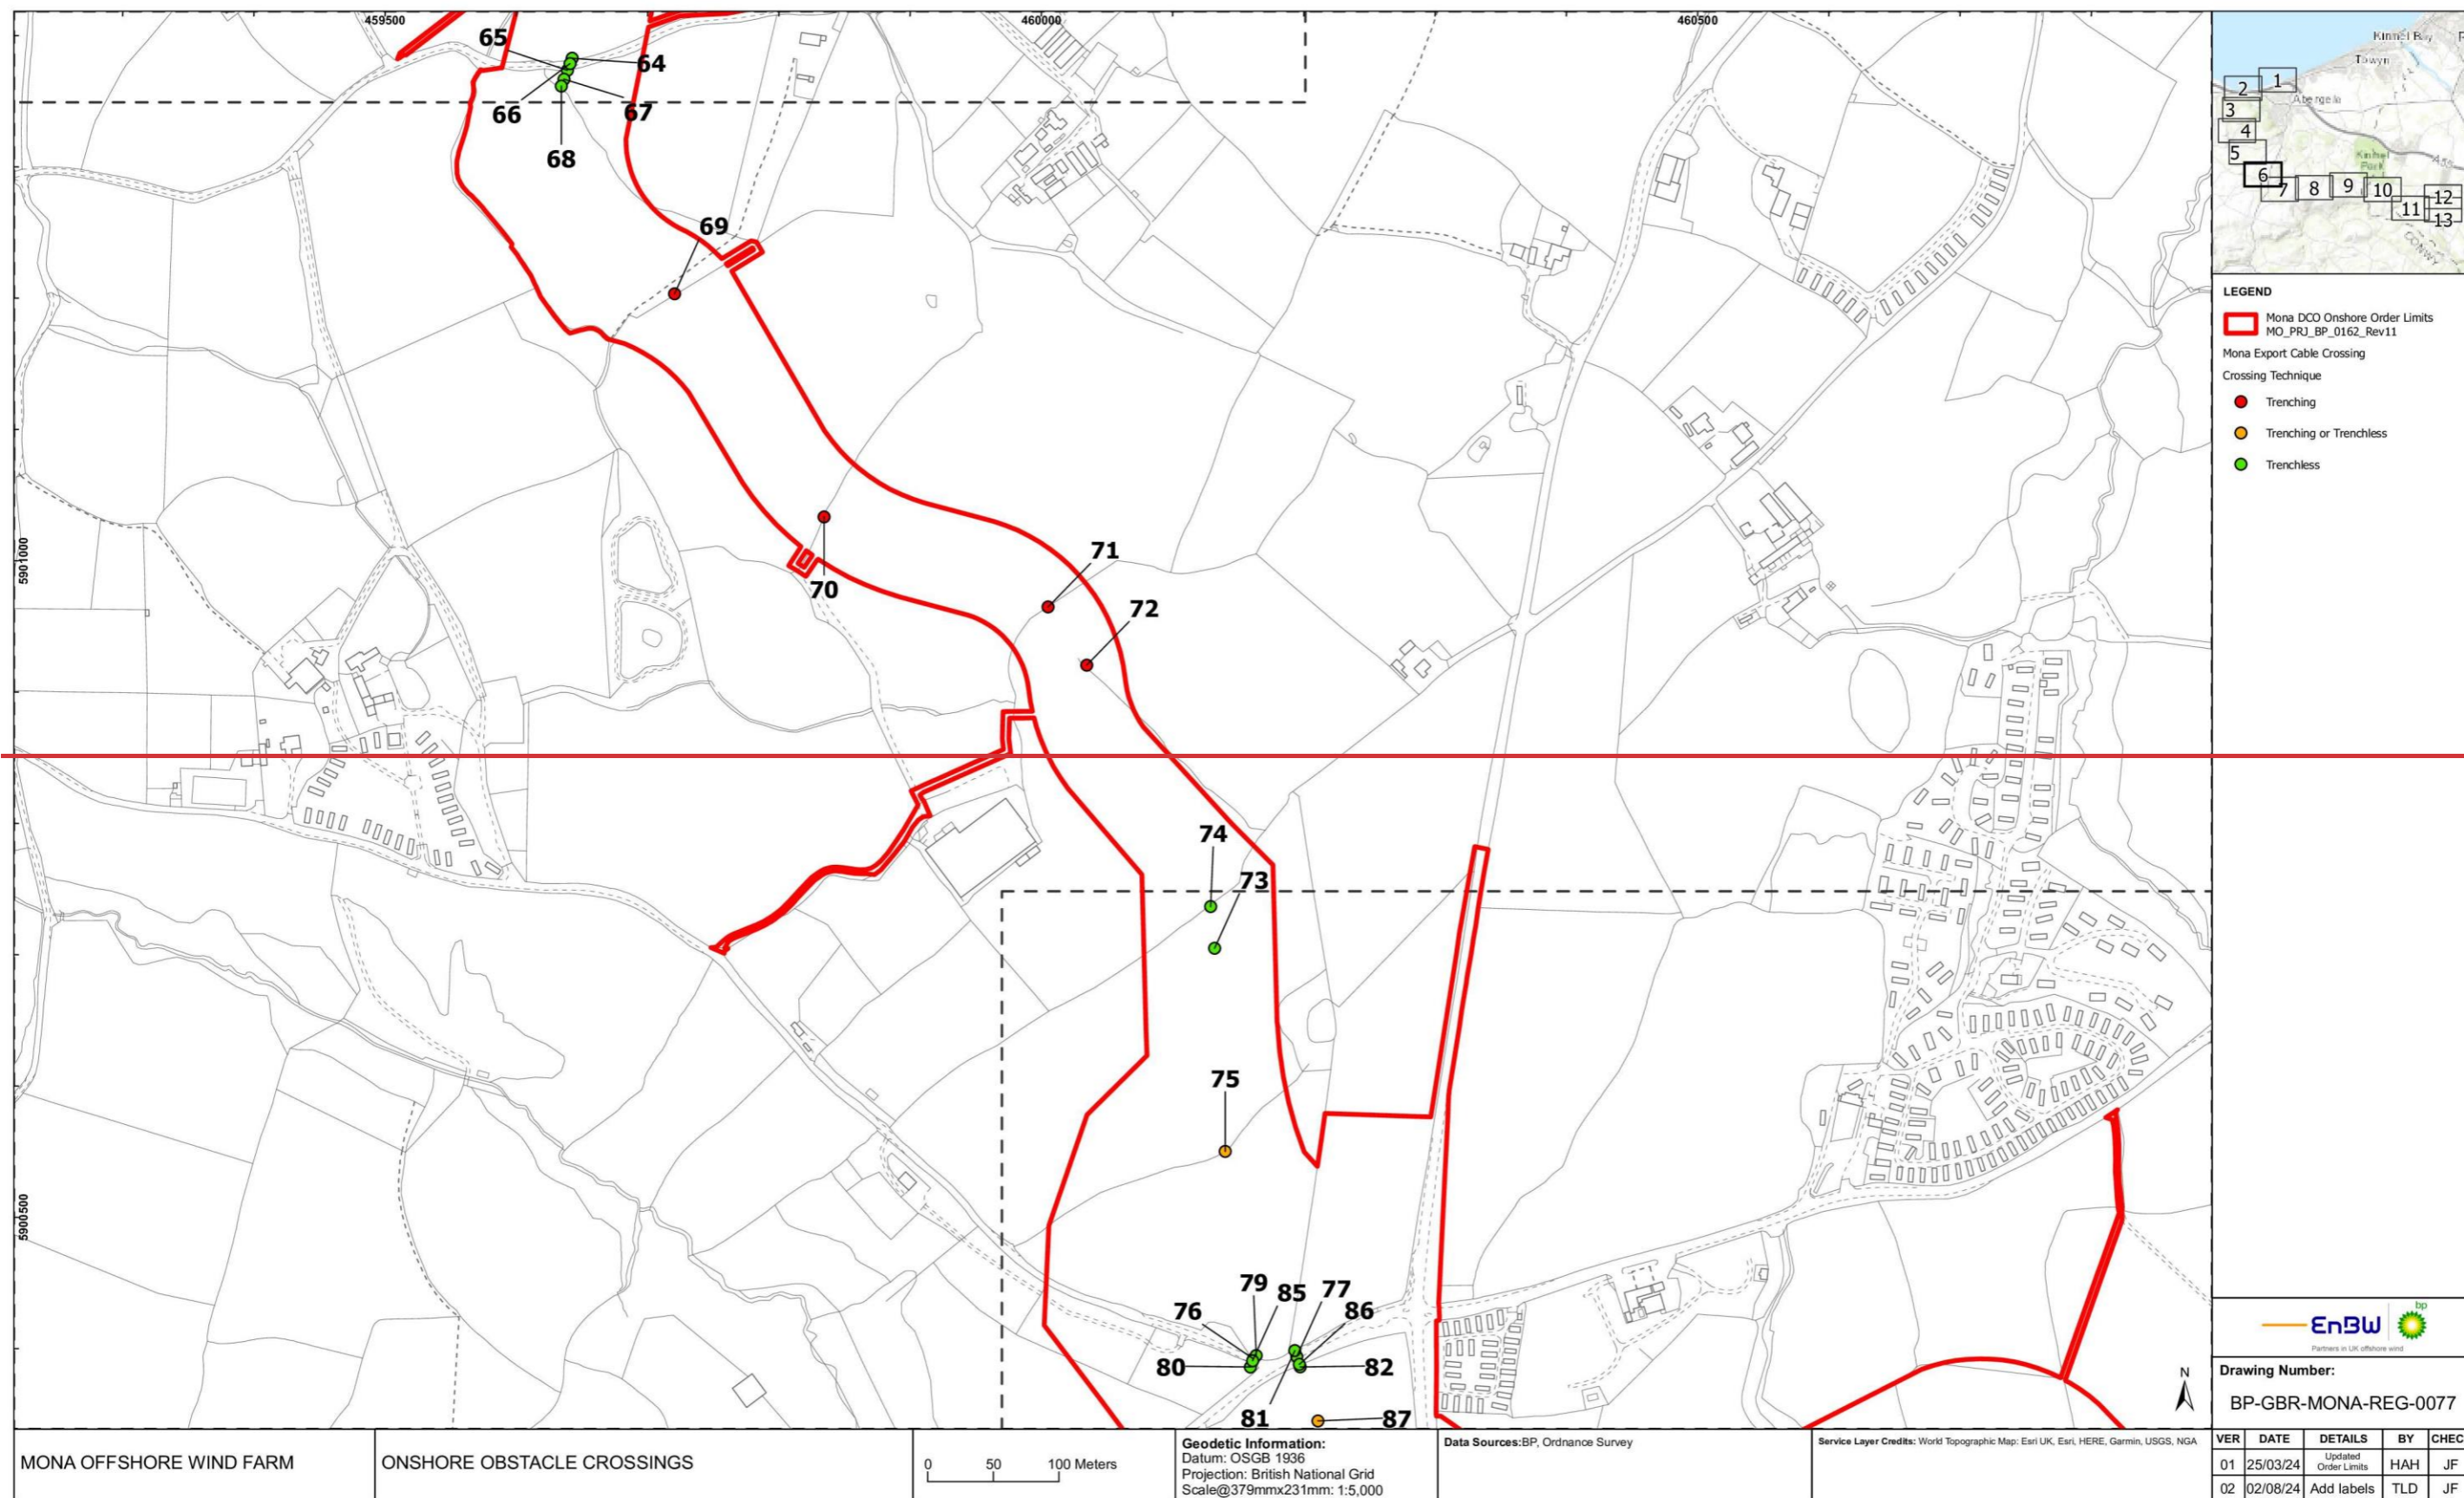 459500
460000
460500
5901000
5900500
65
64
66
67
68
69
70
71
72
74
73
75
79
85
77
76
86
80
82
81
87
Kinmel Bay
Towyn
Abergele
Kinmel
Park
CONWY
1
2
3
4
5
6
7
8
9
10
11
12
13
LEGEND
Mona DCO Onshore Order Limits
MO_PRJ_BP_0162_Rev11
Mona Export Cable Crossing
Crossing Technique
Trenching
Trenching or Trenchless
Trenchless
N
EnBW
bp
Partners in UK offshore wind
Drawing Number:
BP-GBR-MONA-REG-0077
MONA OFFSHORE WIND FARM
ONSHORE OBSTACLE CROSSINGS
0 50 100 Meters
Geodetic Information:
Datum: OSGB 1936
Projection: British National Grid
Scale@379mmx231mm: 1:5,000
Data Sources:BP, Ordnance Survey
Service Layer Credits: World Topographic Map: Esri UK, Esri, HERE, Garmin, USGS, NGA
VER DATE DETAILS BY CHEC
01 25/03/24 Updated Order Limits HAH JF
02 02/08/24 Add labels TLD JF